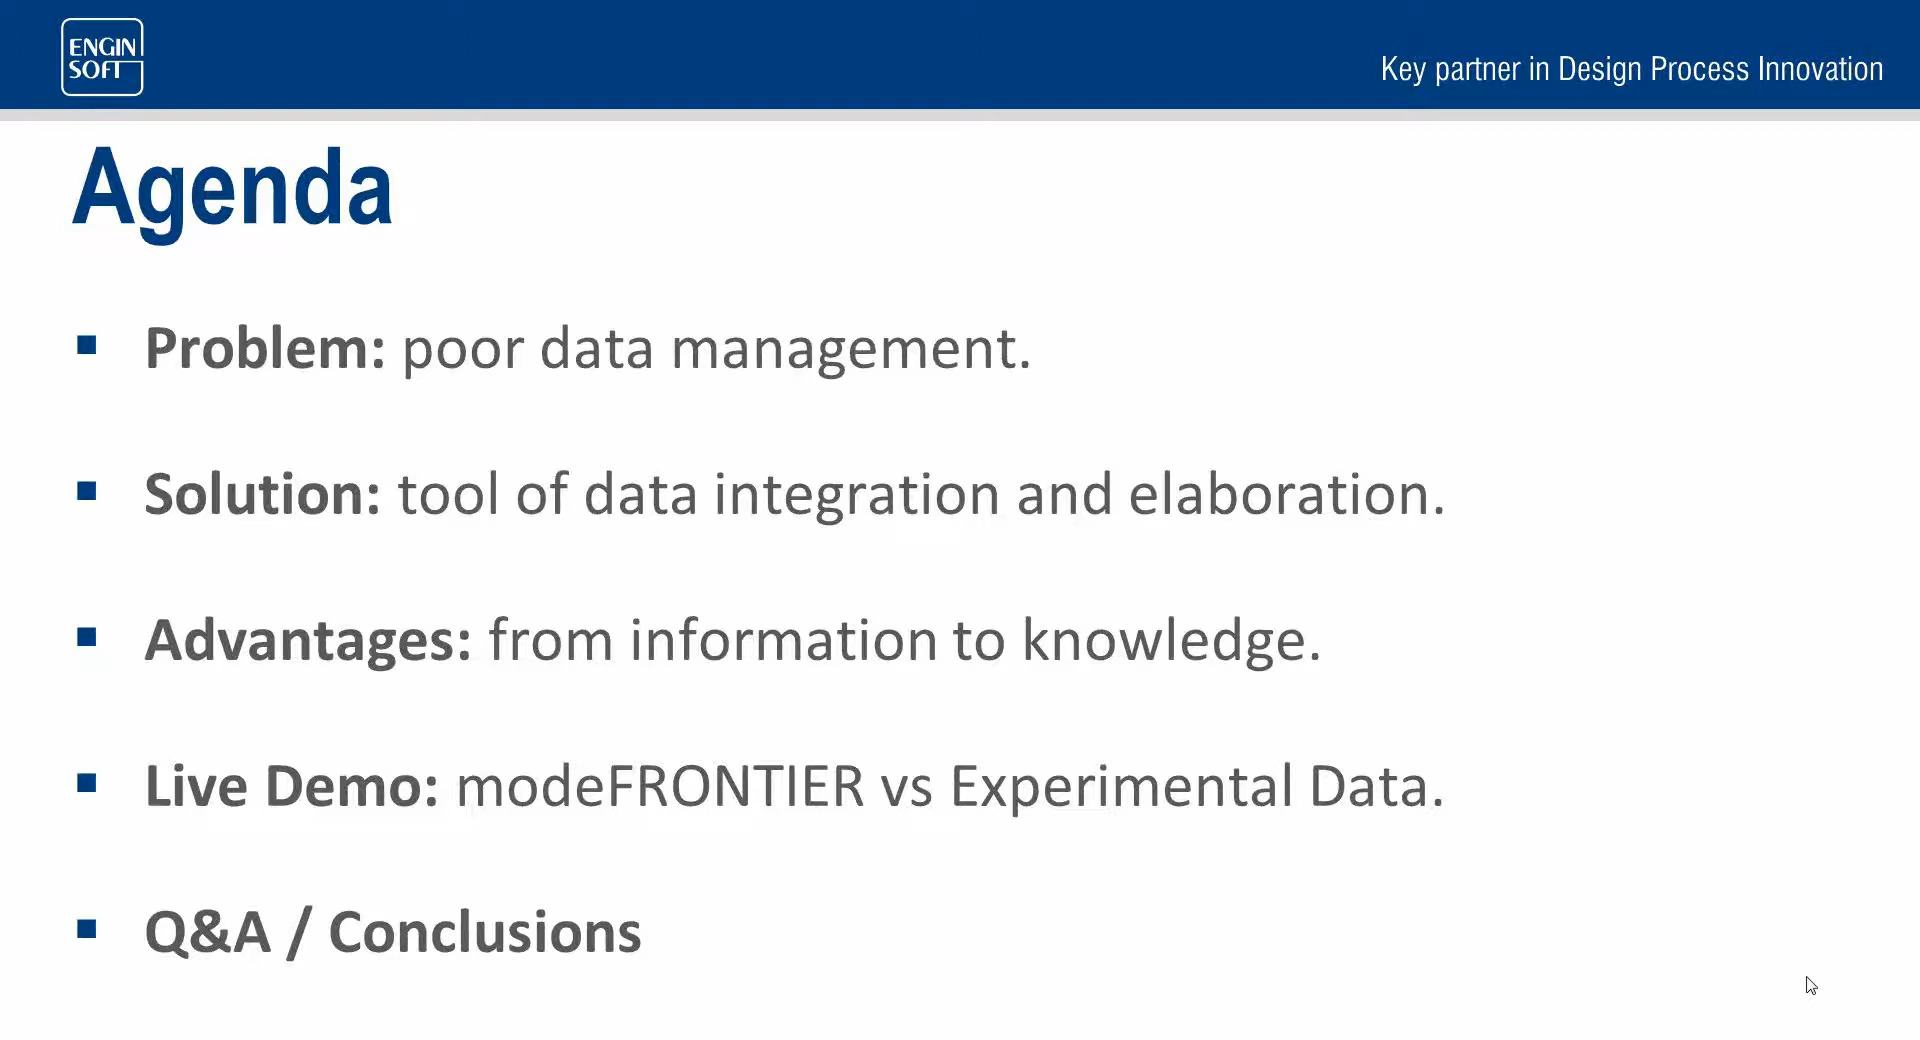 ENGIN
SOFT
Key partner in Design Process Innovation
Agenda
▪ Problem: poor data management.
▪ Solution: tool of data integration and elaboration.
▪ Advantages: from information to knowledge.
▪ Live Demo: modeFRONTIER vs Experimental Data.
▪ Q&A / Conclusions